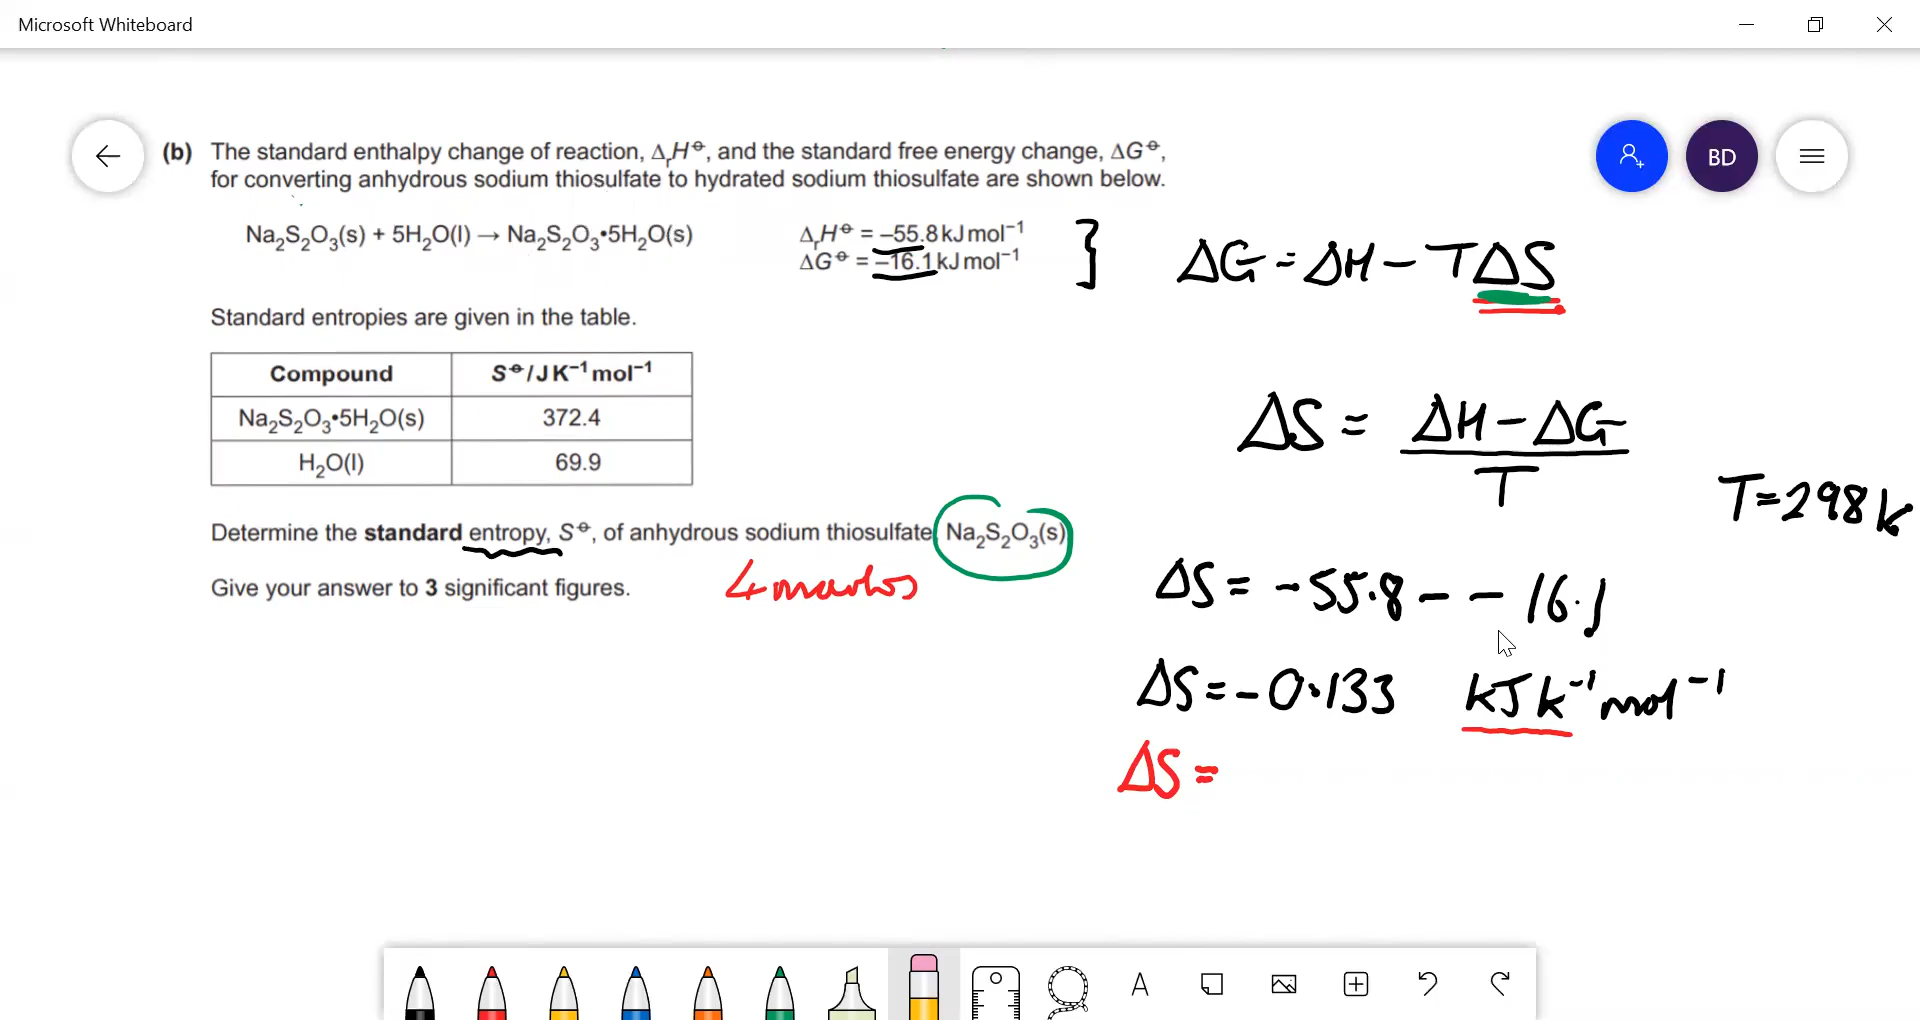 Microsoft Whiteboard
(b) The standard enthalpy change of reaction, ΔᵣH⦵, and the standard free energy change, ΔG⦵,
for converting anhydrous sodium thiosulfate to hydrated sodium thiosulfate are shown below.
Na₂S₂O₃(s) + 5H₂O(l) → Na₂S₂O₃•5H₂O(s)
ΔᵣH⦵ = –55.8 kJ mol⁻¹
ΔG⦵ = –16.1 kJ mol⁻¹
Standard entropies are given in the table.
Compound S⦵/J K⁻¹ mol⁻¹
Na₂S₂O₃•5H₂O(s) 372.4
H₂O(l) 69.9
Determine the standard entropy, S⦵, of anhydrous sodium thiosulfate Na₂S₂O₃(s)
Give your answer to 3 significant figures.
4 marks
BD
ΔG = ΔH – TΔS
ΔS = ΔH – ΔG
T
T = 298 K
ΔS = -55.8 – – 16.1
ΔS = -0.133 kJ K⁻¹ mol⁻¹
ΔS =
A